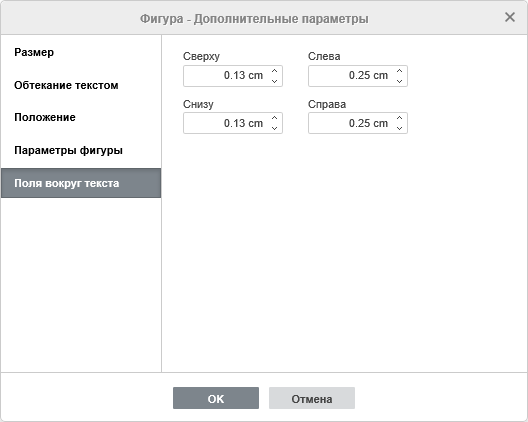 Фигура - Дополнительные параметры
Размер
Обтекание текстом
Положение
Параметры фигуры
Поля вокруг текста
Сверху Слева
0.13 cm 0.25 cm
Снизу Справа
0.13 cm 0.25 cm
OK Отмена